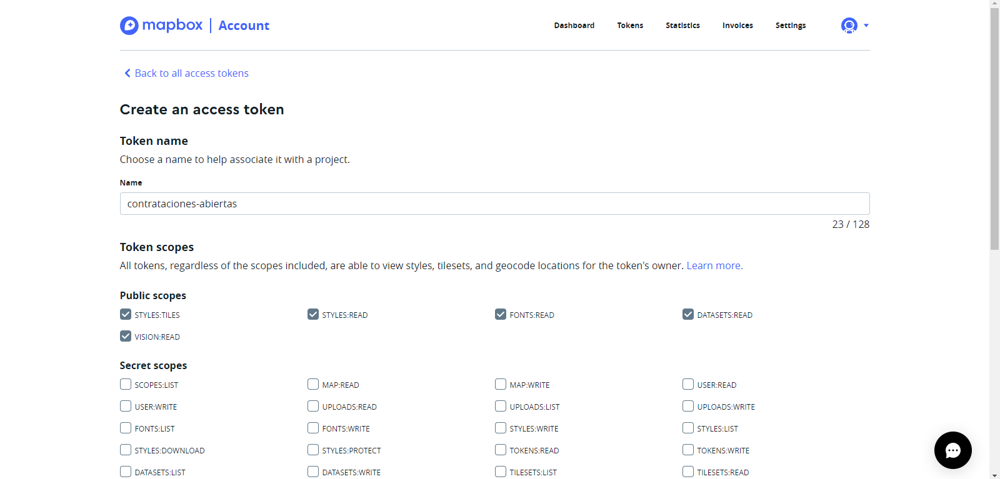 mapbox | Account Dashboard Tokens Statistics Invoices Settings
Back to all access tokens
Create an access token
Token name
Choose a name to help associate it with a project.
Name
contrataciones-abiertas
23 / 128
Token scopes
All tokens, regardless of the scopes included, are able to view styles, tilesets, and geocode locations for the token's owner. Learn more.
Public scopes
STYLES:TILES STYLES:READ FONTS:READ DATASETS:READ
VISION:READ
Secret scopes
SCOPES:LIST MAP:READ MAP:WRITE USER:READ
USER:WRITE UPLOADS:READ UPLOADS:LIST UPLOADS:WRITE
FONTS:LIST FONTS:WRITE STYLES:WRITE STYLES:LIST
STYLES:DOWNLOAD STYLES:PROTECT TOKENS:READ TOKENS:WRITE
DATASETS:LIST DATASETS:WRITE TILESETS:LIST TILESETS:READ